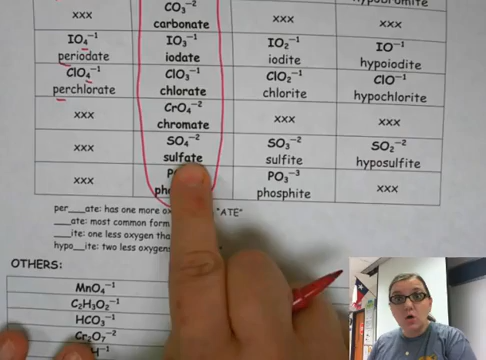 CO₃⁻²
xxx carbonate xxx xxx
IO₄⁻¹ IO₃⁻¹ IO₂⁻¹ IO⁻¹
periodate iodate iodite hypoiodite
ClO₄⁻¹ ClO₃⁻¹ ClO₂⁻¹ ClO⁻¹
perchlorate chlorate chlorite hypochlorite
CrO₄⁻²
xxx chromate xxx xxx
SO₄⁻² SO₃⁻² SO₂⁻²
xxx sulfate sulfite hyposulfite
PO₃⁻³
xxx phosphite xxx
per___ate: has one more "ATE"
___ate: most common form
___ite: one less oxygen
hypo___ite: two less oxygens
OTHERS:
MnO₄⁻¹
C₂H₃O₂⁻¹
HCO₃⁻¹
Cr₂O₇⁻²